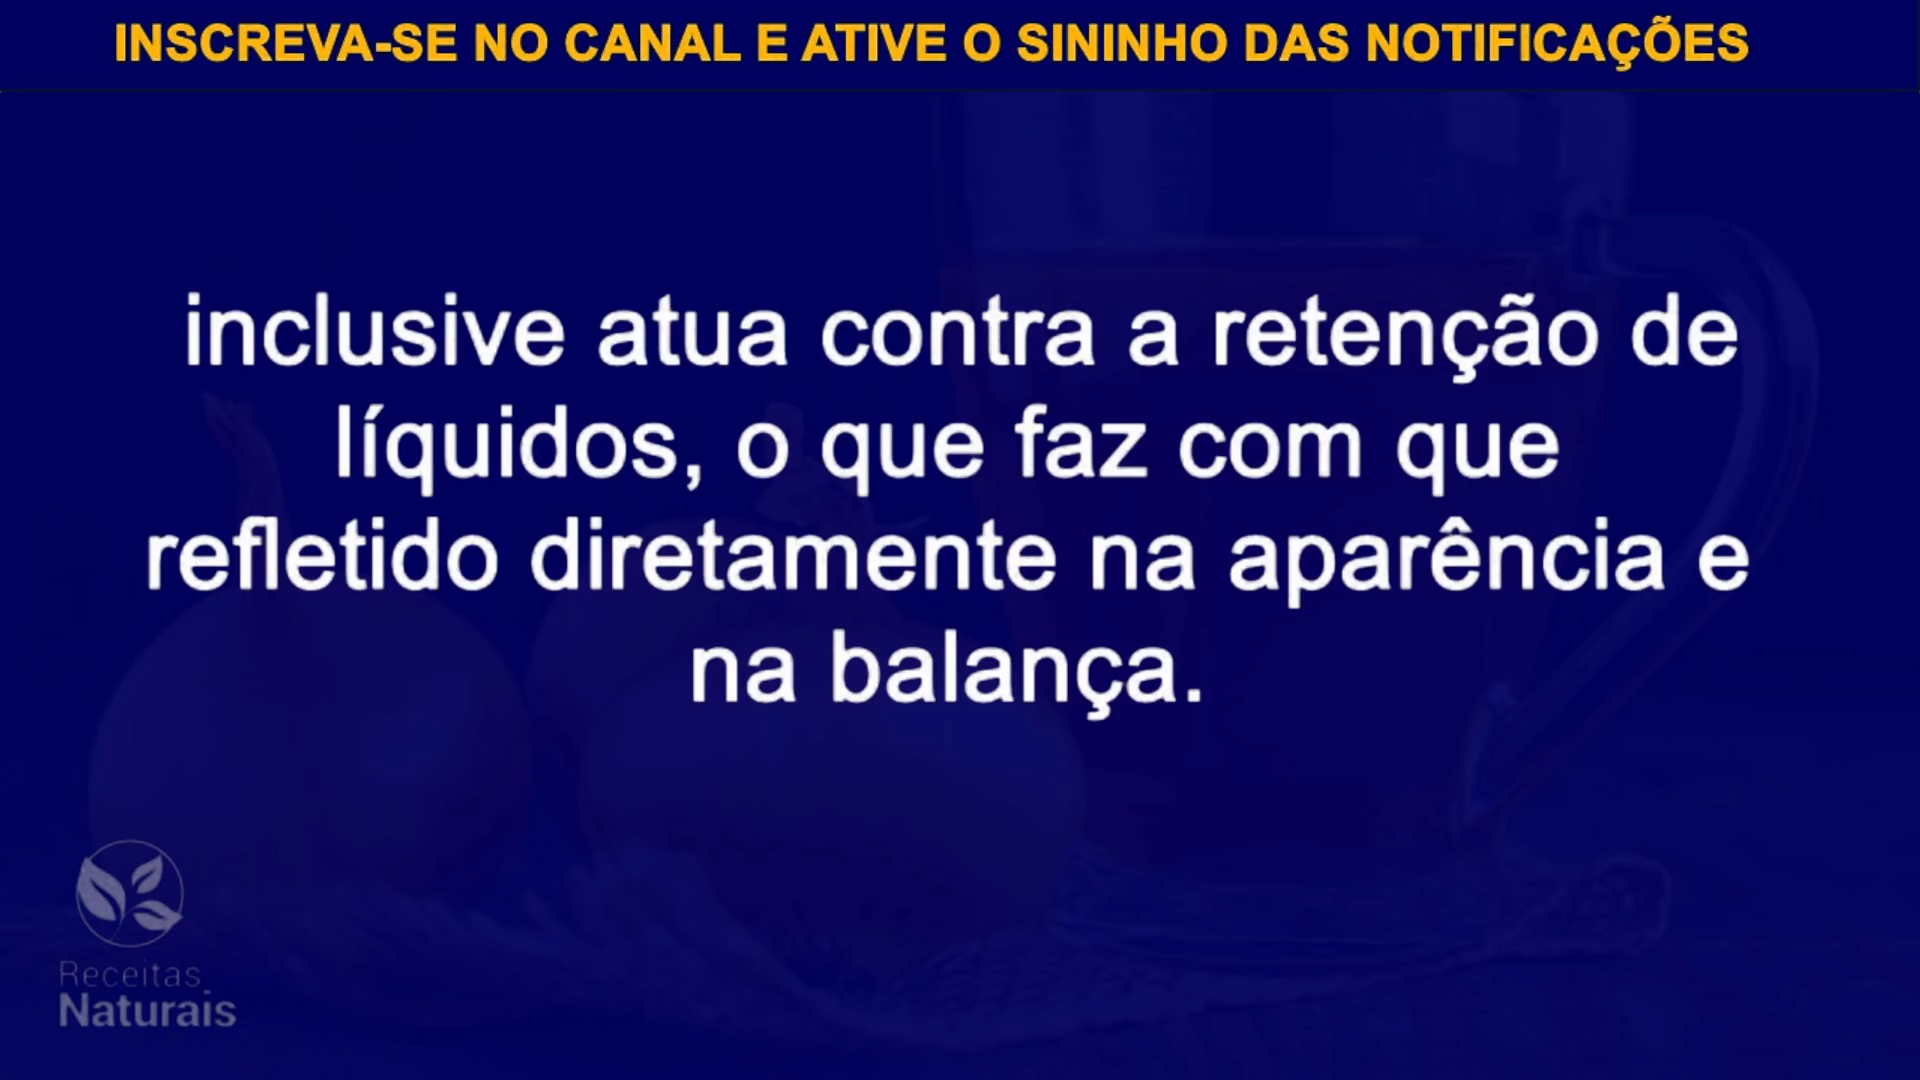 INSCREVA-SE NO CANAL E ATIVE O SININHO DAS NOTIFICAÇÕES
inclusive atua contra a retenção de
líquidos, o que faz com que
refletido diretamente na aparência e
na balança.
Receitas
Naturais